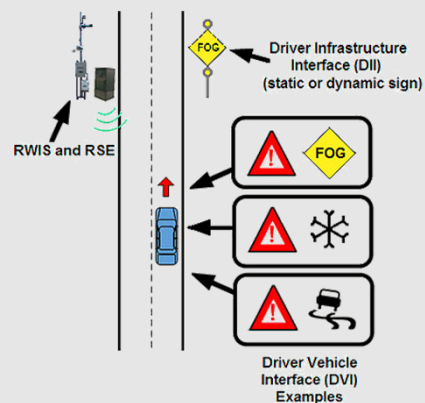 FOG
Driver Infrastructure
Interface (DII)
(static or dynamic sign)
RWIS and RSE
FOG
Driver Vehicle
Interface (DVI)
Examples